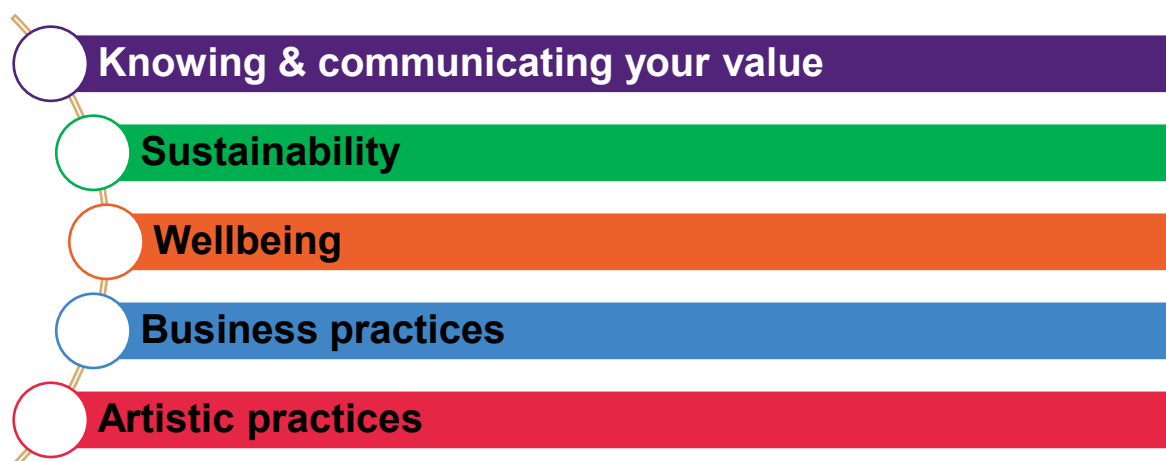 Knowing & communicating your value
Sustainability
Wellbeing
Business practices
Artistic practices